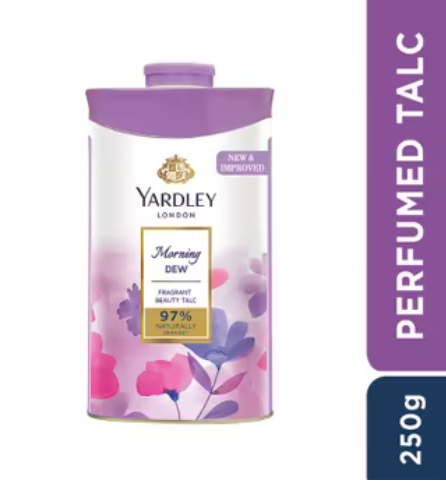 NEW &
IMPROVED
YARDLEY
LONDON
Morning
DEW
FRAGRANT
BEAUTY TALC
97%
NATURALLY
PERFUMED TALC
250g